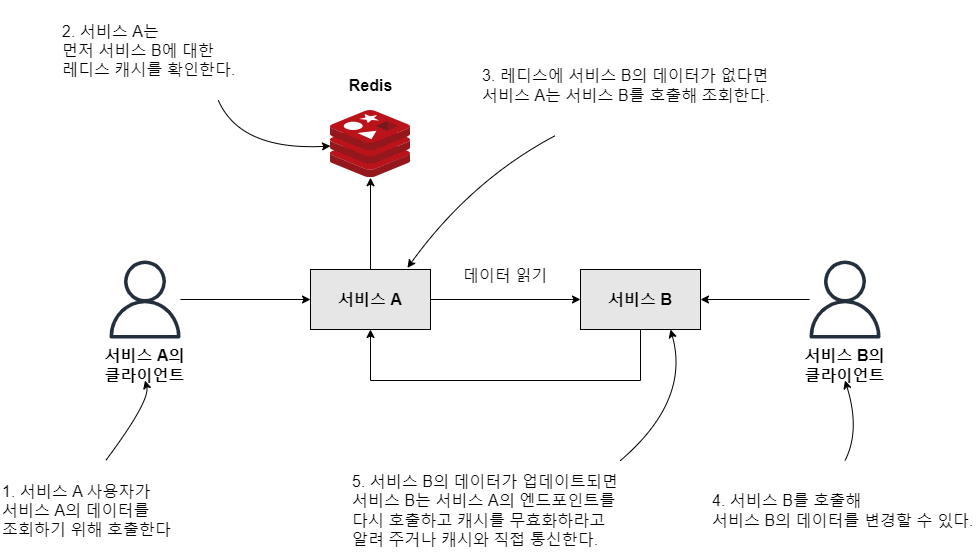 2. 서비스 A는
먼저 서비스 B에 대한
레디스 캐시를 확인한다.
Redis
3. 레디스에 서비스 B의 데이터가 없다면
서비스 A는 서비스 B를 호출해 조회한다.
데이터 읽기
서비스 A
서비스 B
서비스 A의
클라이언트
서비스 B의
클라이언트
1. 서비스 A 사용자가
서비스 A의 데이터를
조회하기 위해 호출한다
5. 서비스 B의 데이터가 업데이트되면
서비스 B는 서비스 A의 엔드포인트를
다시 호출하고 캐시를 무효화하라고
알려 주거나 캐시와 직접 통신한다.
4. 서비스 B를 호출해
서비스 B의 데이터를 변경할 수 있다.